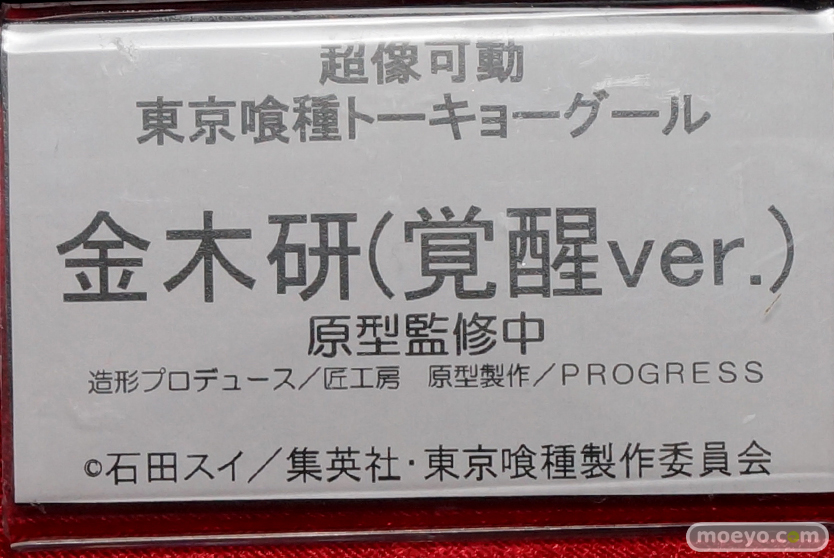 超像可動
東京喰種トーキョーグール
金木研(覚醒ver.)
原型監修中
造形プロデュース／匠工房　原型製作／PROGRESS
©石田スイ／集英社・東京喰種製作委員会
moeyo.com